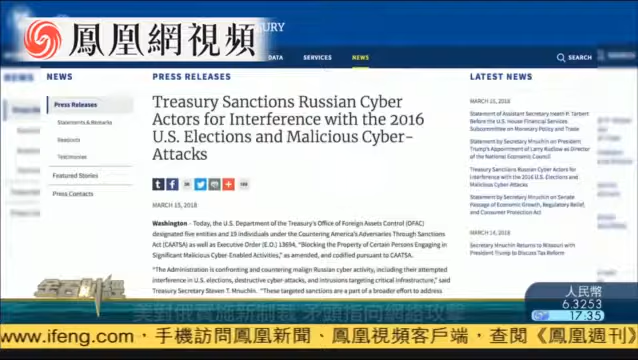 鳳凰網視頻
SURY
DATA
SERVICES
NEWS
SEARCH
NEWS
Press Releases
Statements & Remarks
Readouts
Testimonies
Featured Stories
Press Contacts
PRESS RELEASES
Treasury Sanctions Russian Cyber
Actors for Interference with the 2016
U.S. Elections and Malicious Cyber-
Attacks
MARCH 15, 2018
Washington – Today, the U.S. Department of the Treasury's Office of Foreign Assets Control (OFAC)
designated five entities and 19 individuals under the Countering America's Adversaries Through Sanctions
Act (CAATSA) as well as Executive Order (E.O.) 13694, "Blocking the Property of Certain Persons Engaging in
Significant Malicious Cyber-Enabled Activities," as amended, and codified pursuant to CAATSA.
"The Administration is confronting and countering malign Russian cyber activity, including their attempted
interference in U.S. elections, destructive cyber-attacks, and intrusions targeting critical infrastructure," said
Treasury Secretary Steven T. Mnuchin. "These targeted sanctions are a part of a broader effort to address
LATEST NEWS
MARCH 15, 2018
Statement of Assistant Secretary Heath P. Tarbert
Before the U.S. House Financial Services
Subcommittee on Monetary Policy and Trade
Statement by Secretary Mnuchin on President
Trump's Appointment of Larry Kudlow as Director
of the National Economic Council
Treasury Sanctions Russian Cyber Actors for
Interference with the 2016 U.S. Elections and
Malicious Cyber-Attacks
Statement by Secretary Mnuchin on Senate
Passage of Economic Growth, Regulatory Relief,
and Consumer Protection Act
MARCH 14, 2018
Secretary Mnuchin Returns to Missouri with
President Trump to Discuss Tax Reform
美對俄實施新制裁 矛頭指向網絡攻擊
人民幣
6.3253
17:35
www.ifeng.com，手機訪問鳳凰新聞、鳳凰視頻客戶端，查閱《鳳凰週刊》